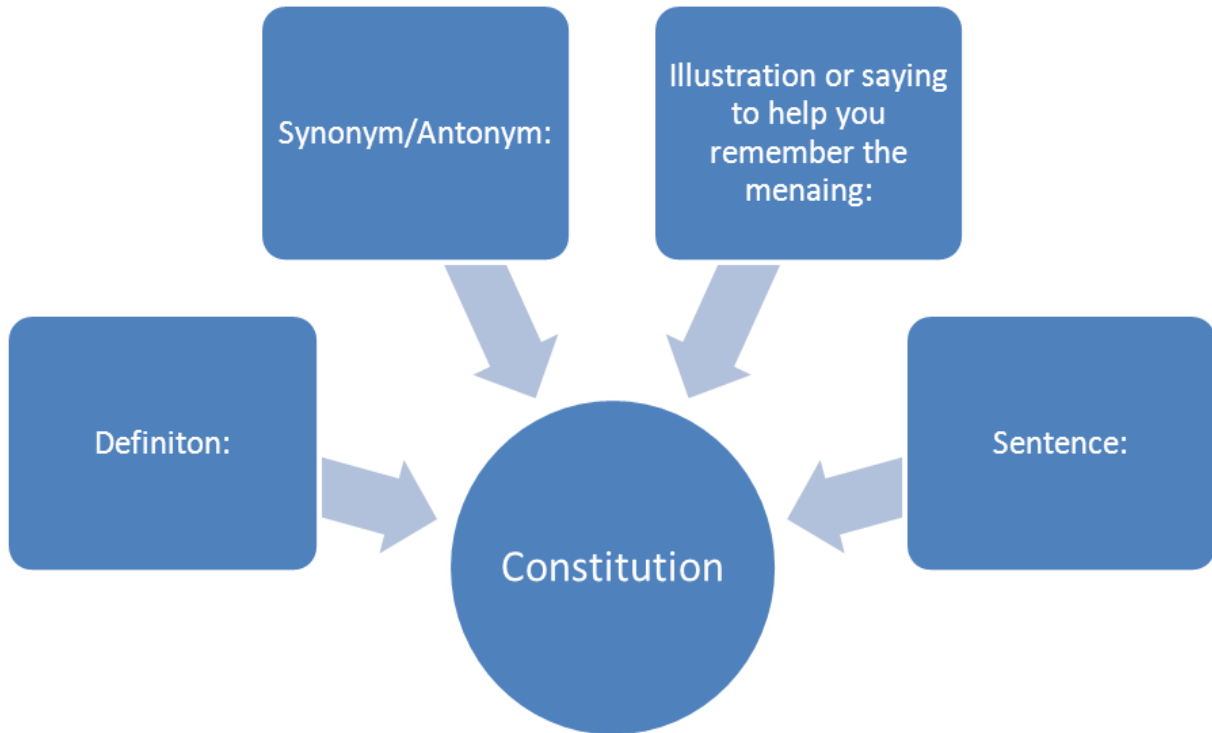 Synonym/Antonym:
Illustration or saying
to help you
remember the
menaing:
Definiton:
Sentence:
Constitution